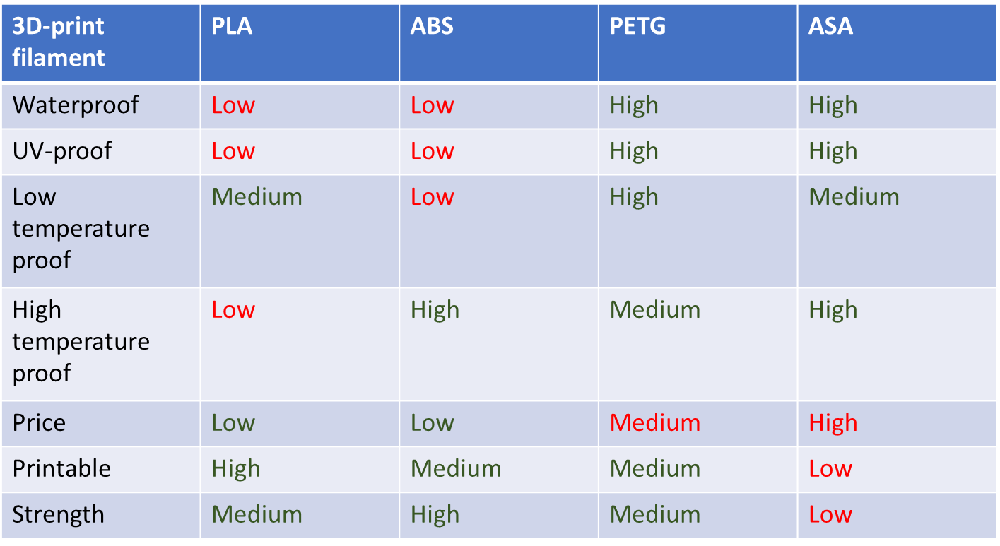 3D-print filament PLA ABS PETG ASA
Waterproof Low Low High High
UV-proof Low Low High High
Low temperature proof Medium Low High Medium
High temperature proof Low High Medium High
Price Low Low Medium High
Printable High Medium Medium Low
Strength Medium High Medium Low